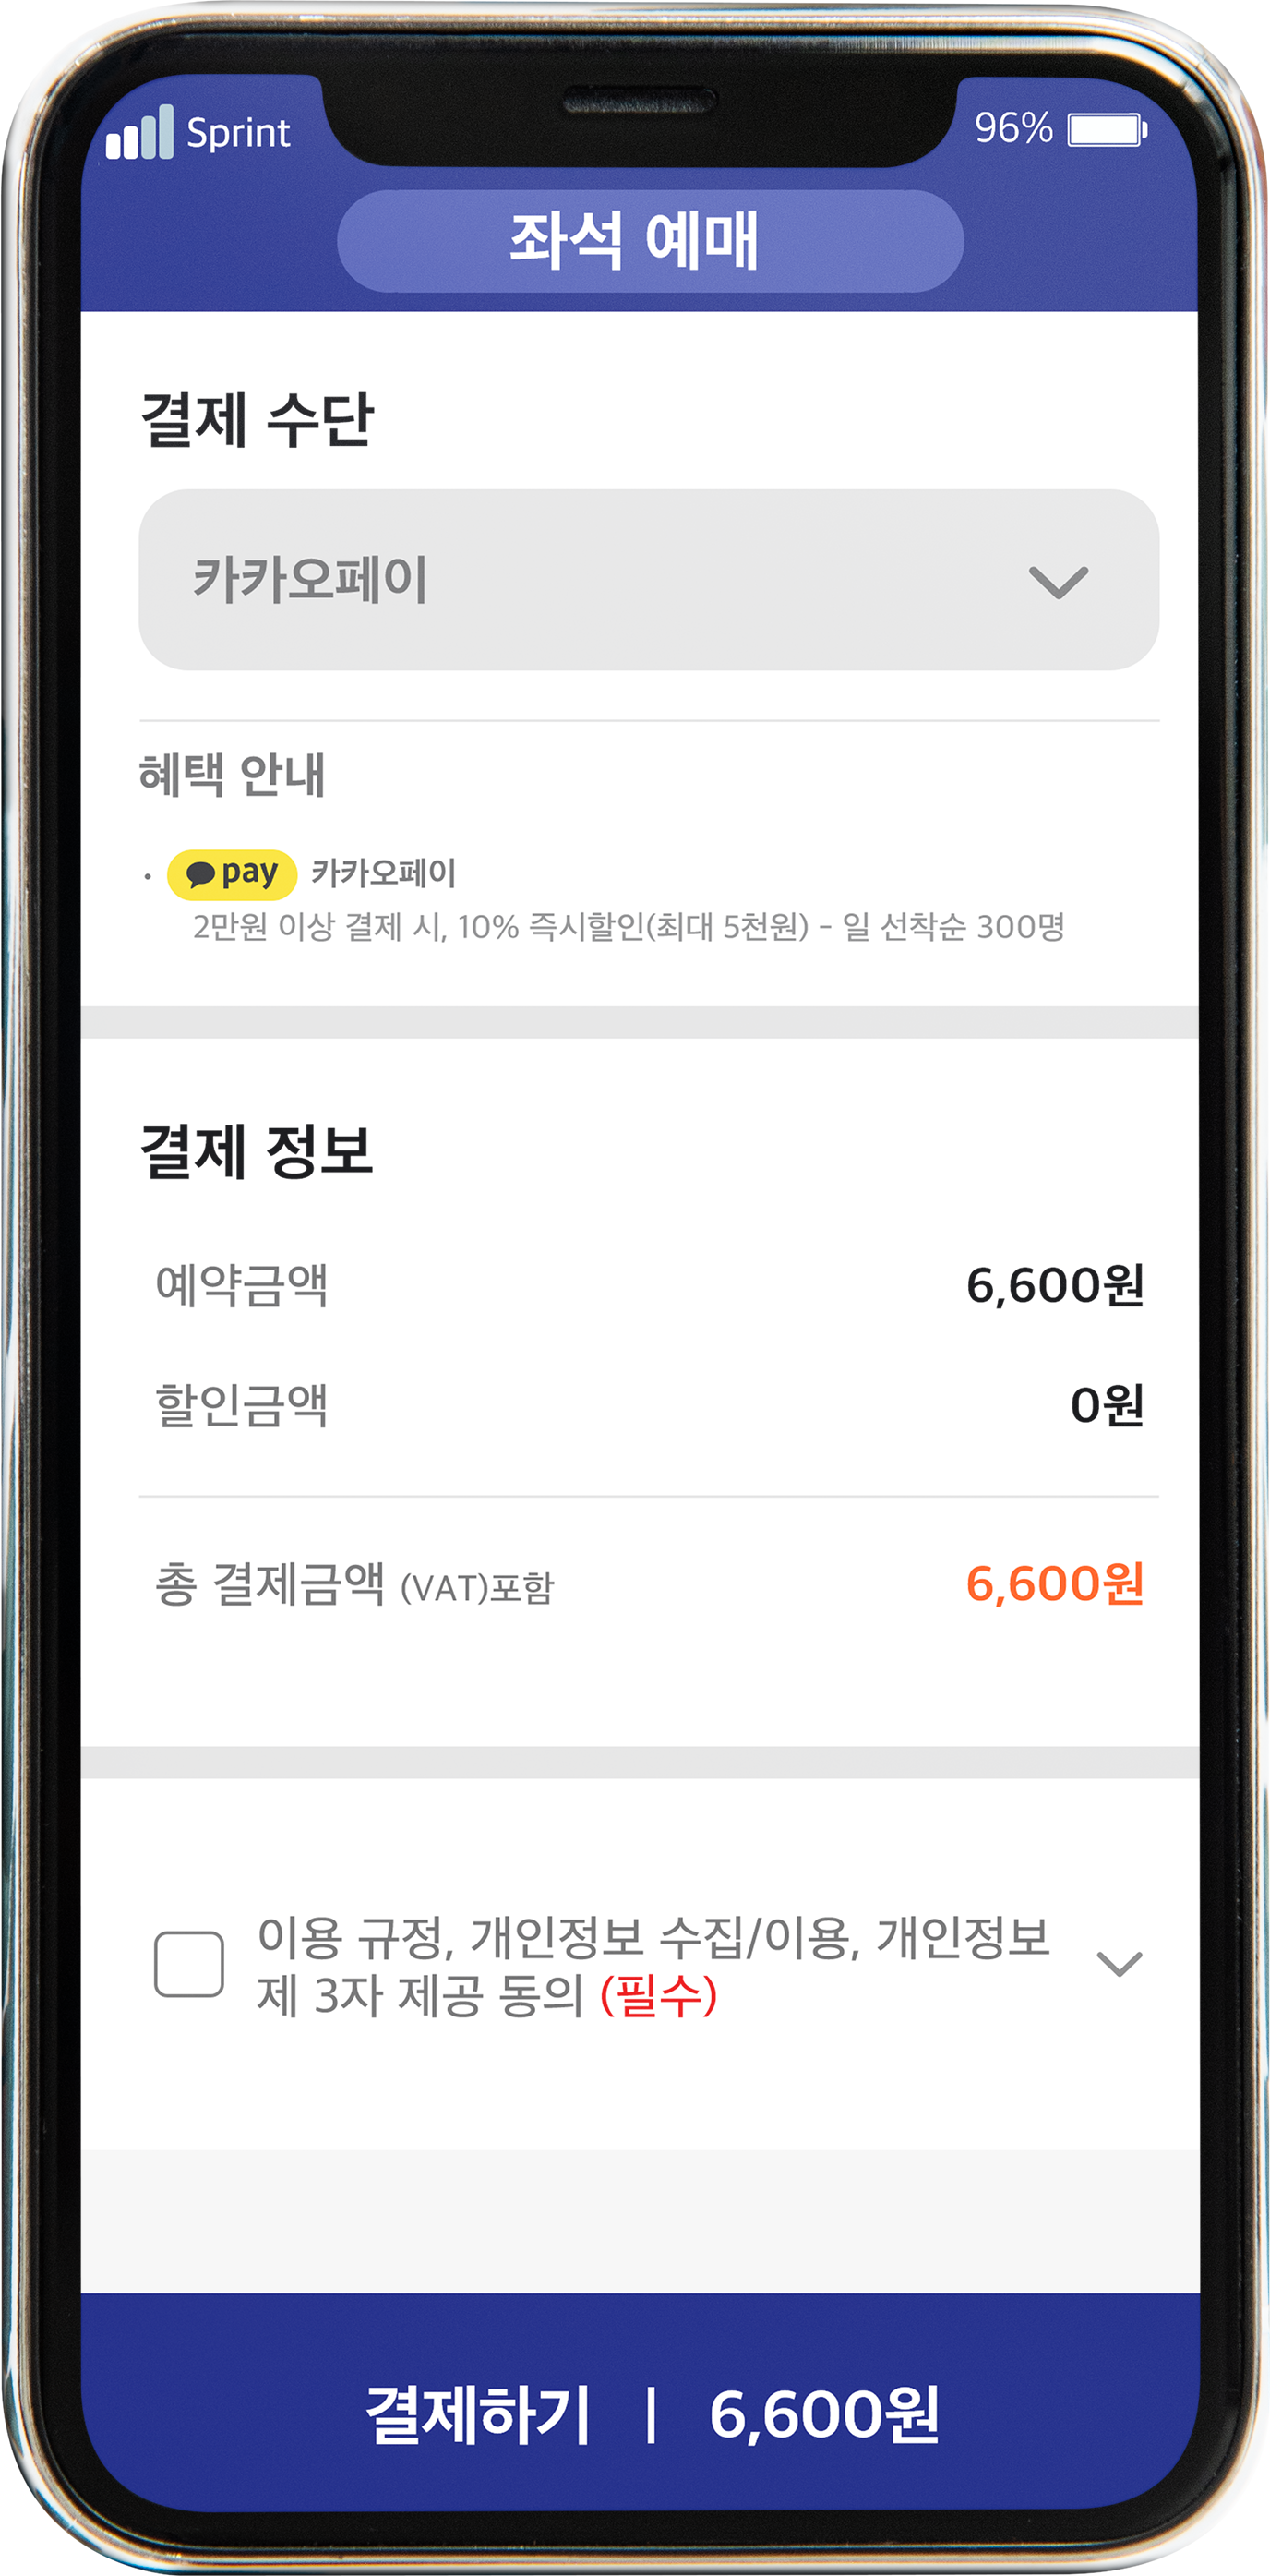 Sprint
96%
좌석 예매
결제 수단
카카오페이
혜택 안내
· pay 카카오페이
2만원 이상 결제 시, 10% 즉시할인(최대 5천원) - 일 선착순 300명
결제 정보
예약금액 6,600원
할인금액 0원
총 결제금액 (VAT)포함 6,600원
이용 규정, 개인정보 수집/이용, 개인정보
제 3자 제공 동의 (필수)
결제하기 | 6,600원